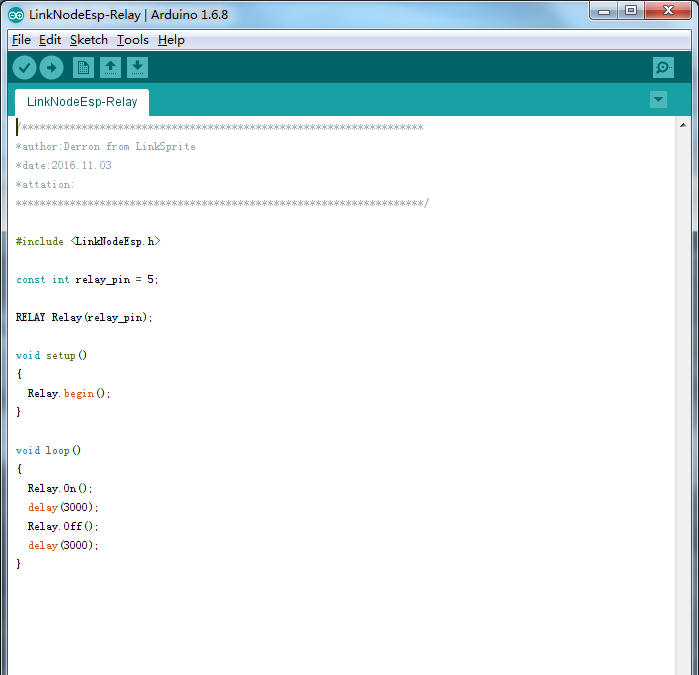 LinkNodeEsp-Relay | Arduino 1.6.8
File Edit Sketch Tools Help
LinkNodeEsp-Relay
/*******************************************************************
*author:Derron from LinkSprite
*date:2016.11.03
*attation:
********************************************************************/
#include <LinkNodeEsp.h>
const int relay_pin = 5;
RELAY Relay(relay_pin);
void setup()
{
  Relay.begin();
}
void loop()
{
  Relay.On();
  delay(3000);
  Relay.Off();
  delay(3000);
}